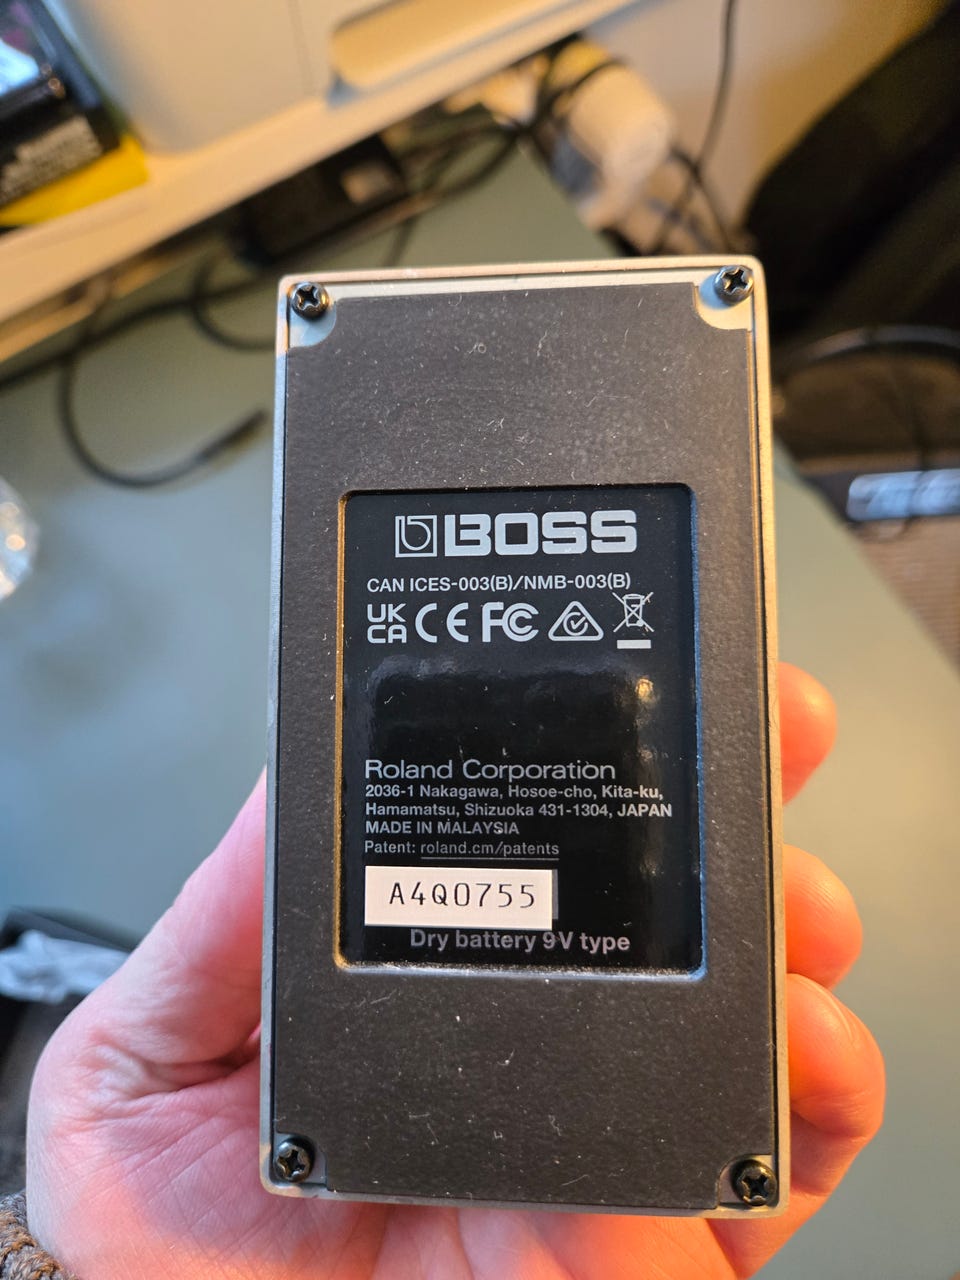 BOSS
CAN ICES-003(B)/NMB-003(B)
UK
CA CE FC
Roland Corporation
2036-1 Nakagawa, Hosoe-cho, Kita-ku,
Hamamatsu, Shizuoka 431-1304, JAPAN
MADE IN MALAYSIA
Patent: roland.cm/patents
A4Q0755
Dry battery 9V type